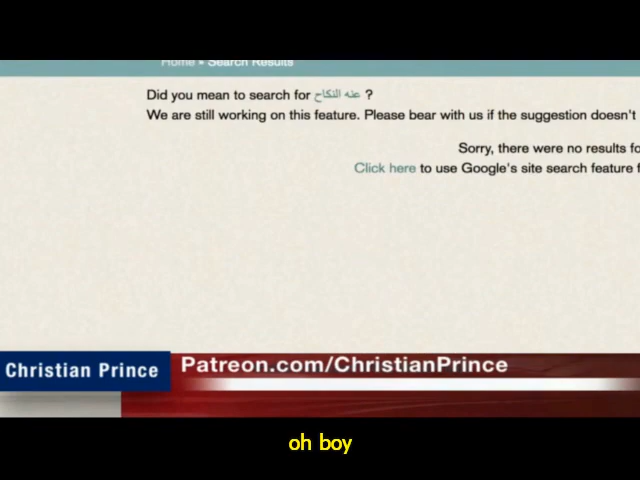 Home » Search Results
Did you mean to search for عنه النكاح ?
We are still working on this feature. Please bear with us if the suggestion doesn't
Sorry, there were no results fo
Click here to use Google's site search feature f
Christian Prince
Patreon.com/ChristianPrince
oh boy